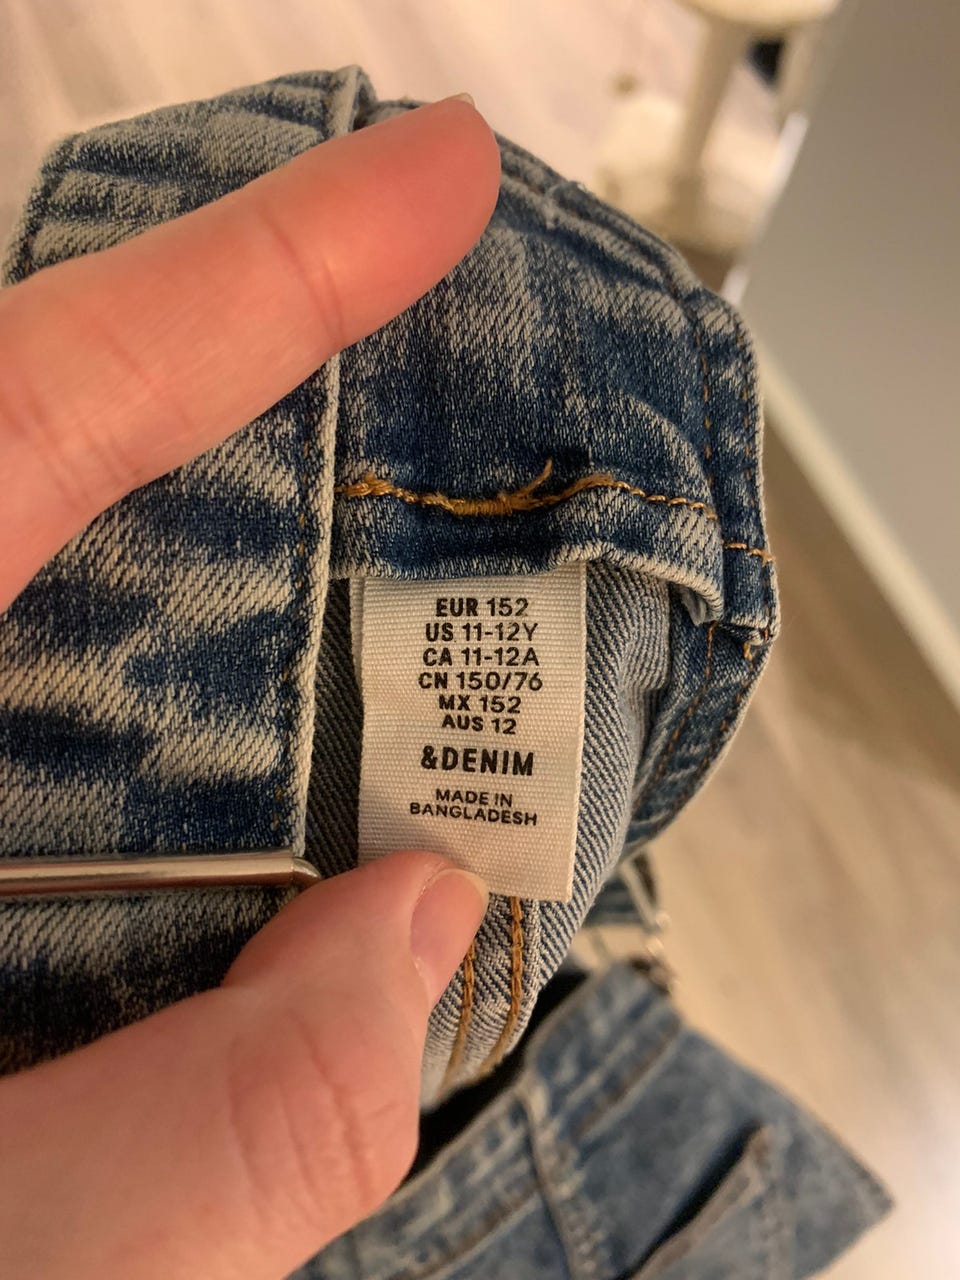 EUR 152
US 11-12Y
CA 11-12A
CN 150/76
MX 152
AUS 12
&DENIM
MADE IN
BANGLADESH